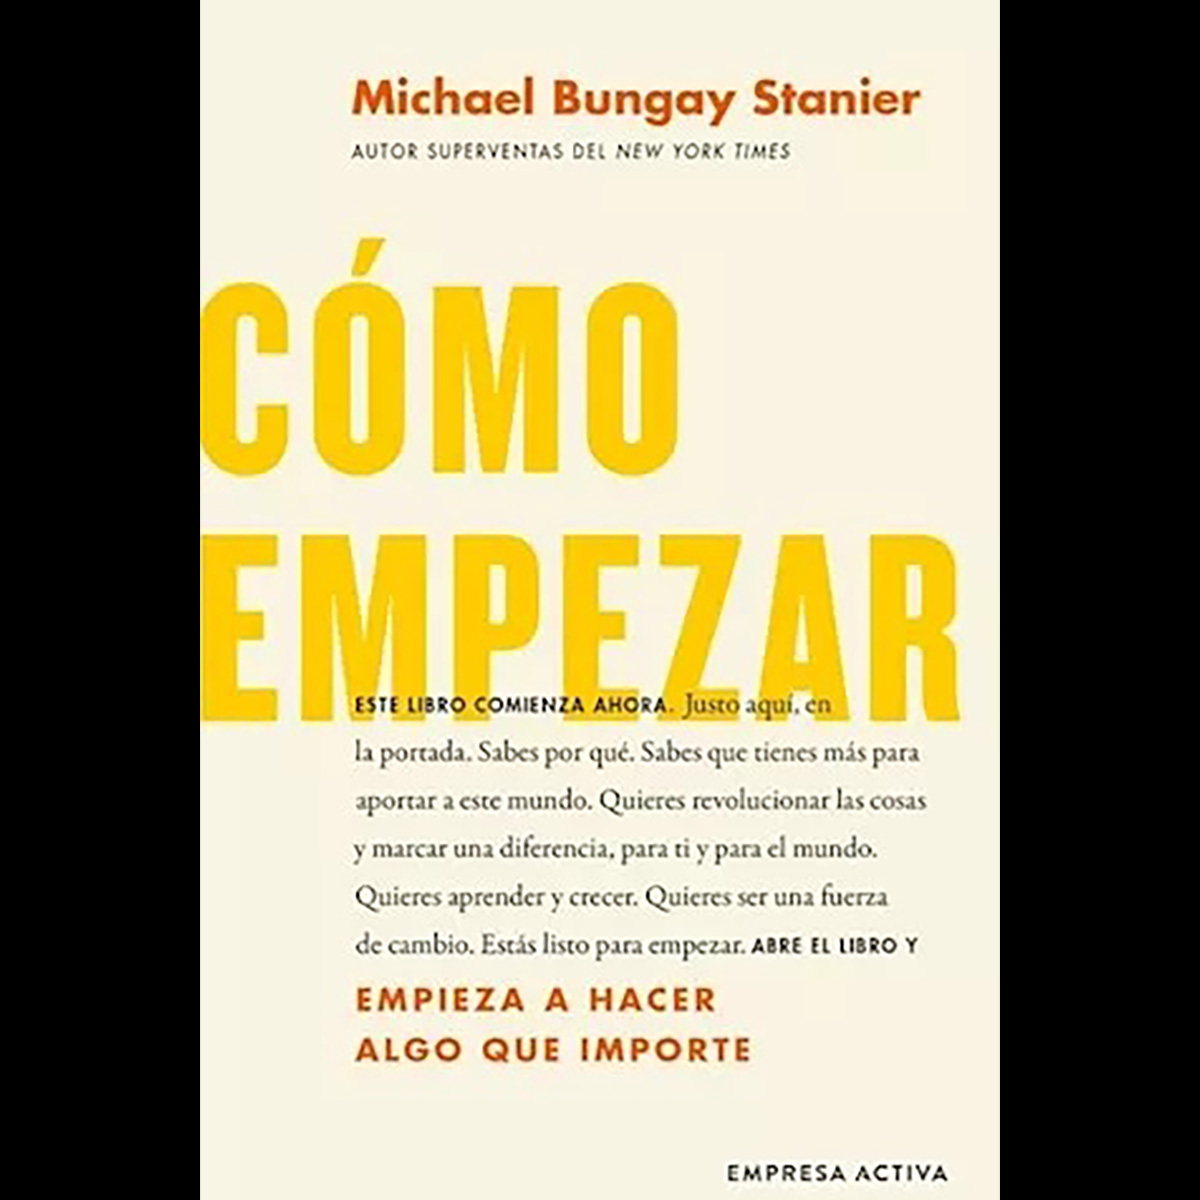 Michael Bungay Stanier
AUTOR SUPERVENTAS DEL NEW YORK TIMES
CÓMO
EMPEZAR
ESTE LIBRO COMIENZA AHORA. Justo aquí, en
la portada. Sabes por qué. Sabes que tienes más para
aportar a este mundo. Quieres revolucionar las cosas
y marcar una diferencia, para ti y para el mundo.
Quieres aprender y crecer. Quieres ser una fuerza
de cambio. Estás listo para empezar. ABRE EL LIBRO Y
EMPIEZA A HACER
ALGO QUE IMPORTE
EMPRESA ACTIVA